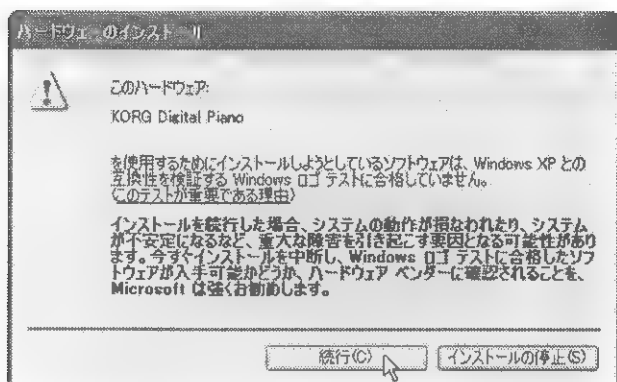 ハードウェアのインストール
このハードウェア:
KORG Digital Piano
を使用するためにインストールしようとしているソフトウェアは、Windows XP との
互換性を検証する Windows ロゴ テストに合格していません。
(このテストが重要である理由)
インストールを続行した場合、システムの動作が損なわれたり、システム
が不安定になるなど、重大な障害を引き起こす要因となる可能性があり
ます。今すぐインストールを中断し、Windows ロゴ テストに合格したソフ
トウェアが入手可能かどうか、ハードウェア ベンダーに確認されることを、
Microsoft は強くお勧めします。
続行(C) インストールの停止(S)